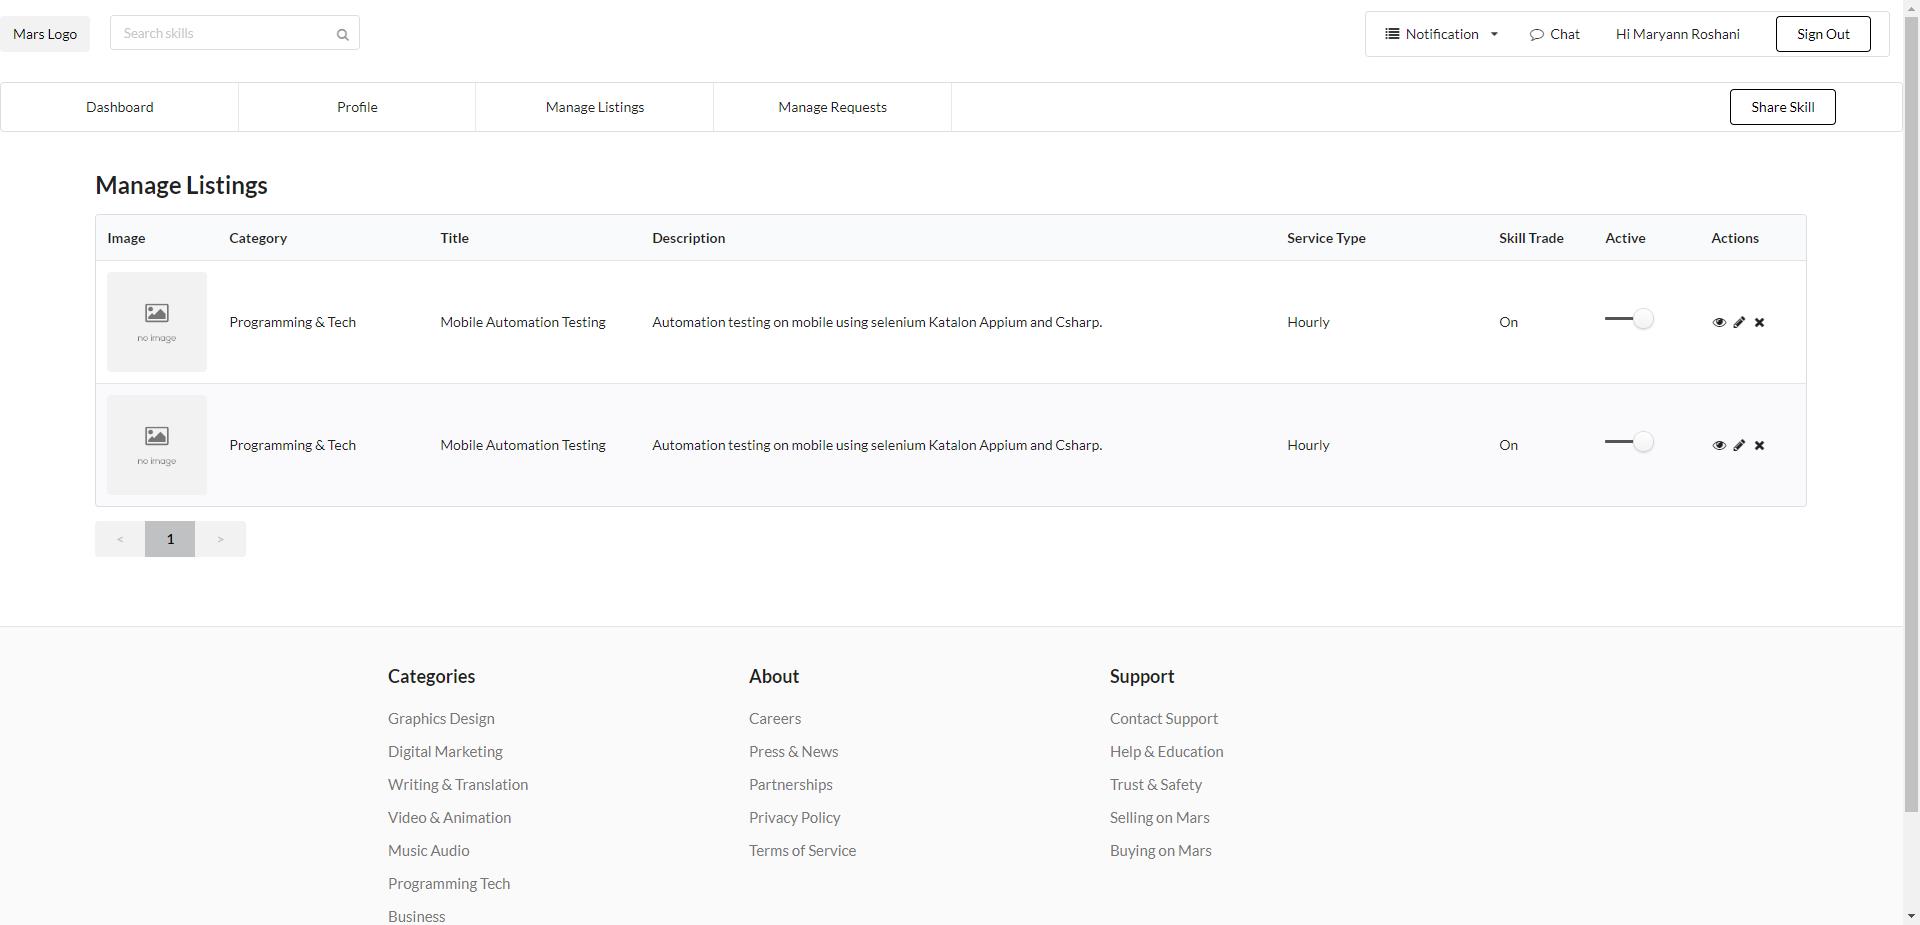 Mars Logo
Search skills
Notification
Chat
Hi Maryann Roshani
Sign Out
Dashboard
Profile
Manage Listings
Manage Requests
Share Skill
Manage Listings
Image Category Title Description Service Type Skill Trade Active Actions
no image
Programming & Tech Mobile Automation Testing Automation testing on mobile using selenium Katalon Appium and Csharp. Hourly On
no image
Programming & Tech Mobile Automation Testing Automation testing on mobile using selenium Katalon Appium and Csharp. Hourly On
< 1 >
Categories
Graphics Design
Digital Marketing
Writing & Translation
Video & Animation
Music Audio
Programming Tech
Business
About
Careers
Press & News
Partnerships
Privacy Policy
Terms of Service
Support
Contact Support
Help & Education
Trust & Safety
Selling on Mars
Buying on Mars